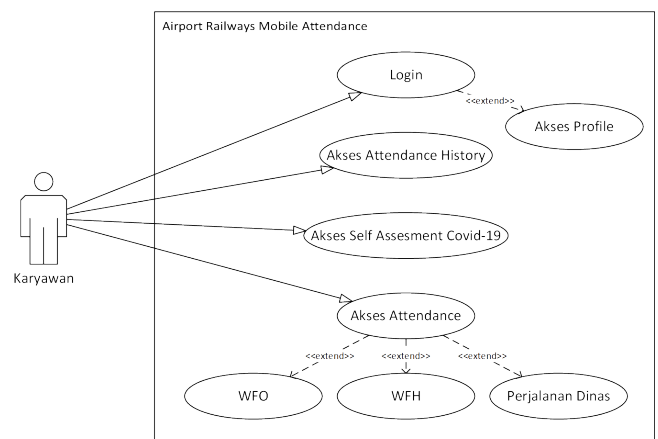 Airport Railways Mobile Attendance
Login
<<extend>>
Akses Profile
Akses Attendance History
Karyawan
Akses Self Assesment Covid-19
Akses Attendance
<<extend>>
<<extend>>
<<extend>>
WFO
WFH
Perjalanan Dinas